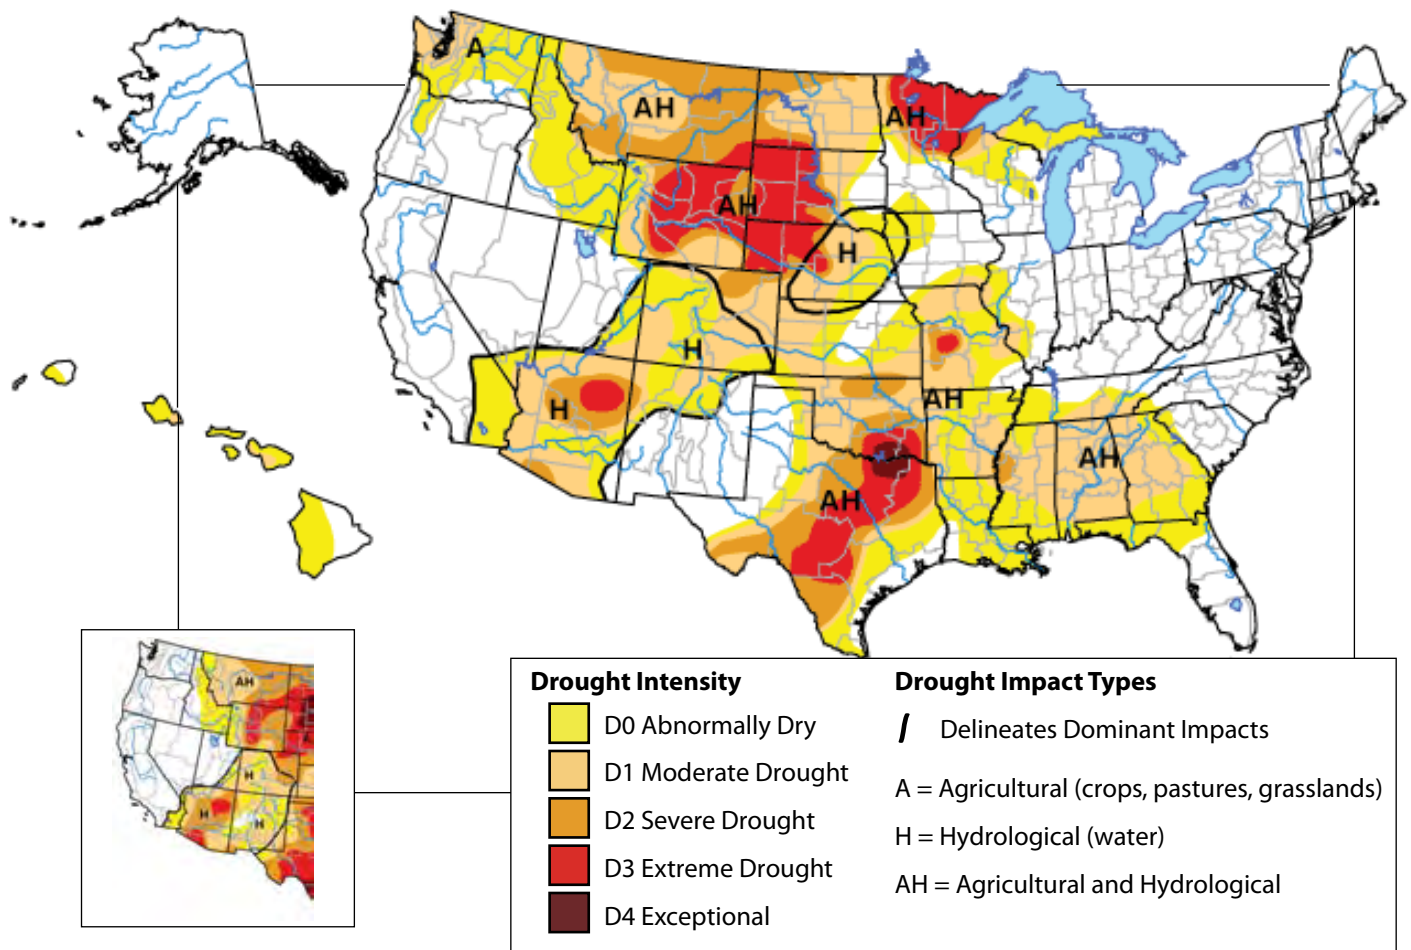 A
AH
AH
AH
H
H
H
AH
AH
AH
AH
H
H
H
Drought Intensity
D0 Abnormally Dry
D1 Moderate Drought
D2 Severe Drought
D3 Extreme Drought
D4 Exceptional
Drought Impact Types
Delineates Dominant Impacts
A = Agricultural (crops, pastures, grasslands)
H = Hydrological (water)
AH = Agricultural and Hydrological